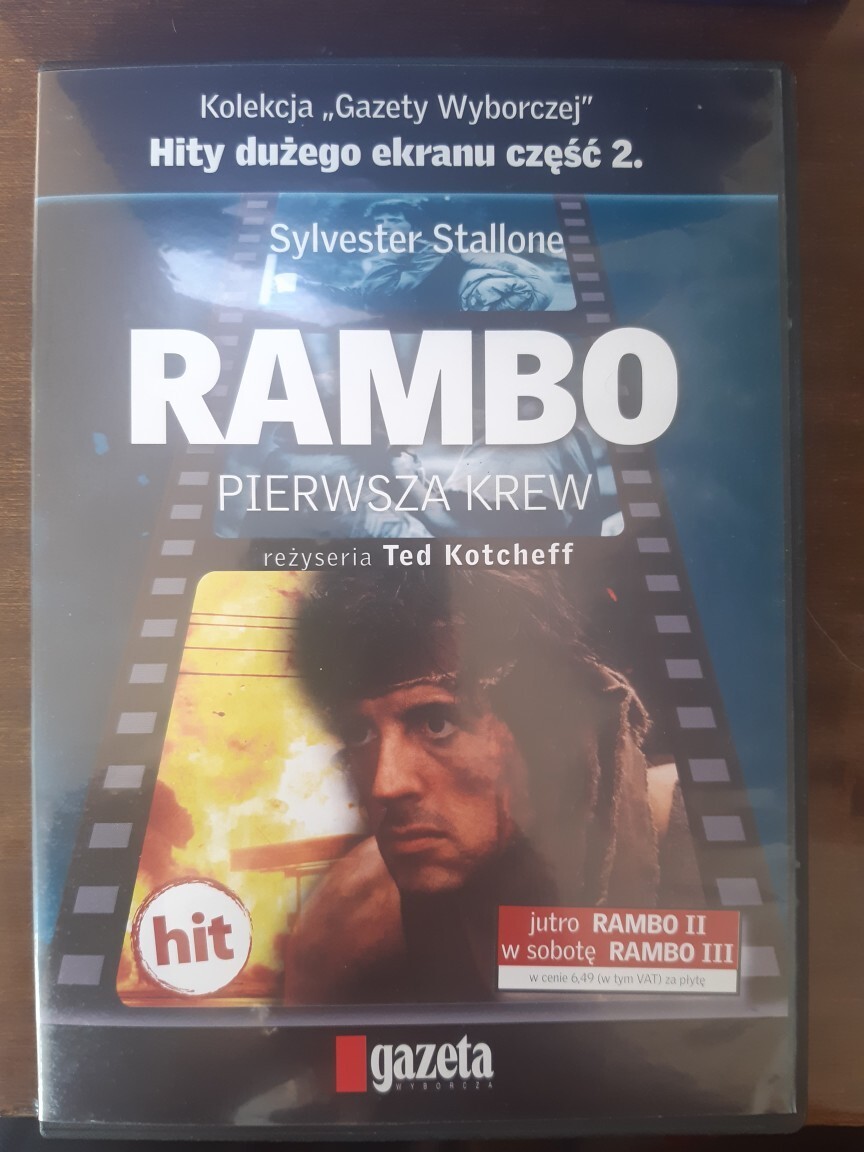 Kolekcja „Gazety Wyborczej”
Hity dużego ekranu część 2.
Sylvester Stallone
RAMBO
PIERWSZA KREW
reżyseria Ted Kotcheff
hit
jutro RAMBO II
w sobotę RAMBO III
w cenie 6,49 (w tym VAT) za płytę
gazeta
WYBORCZA